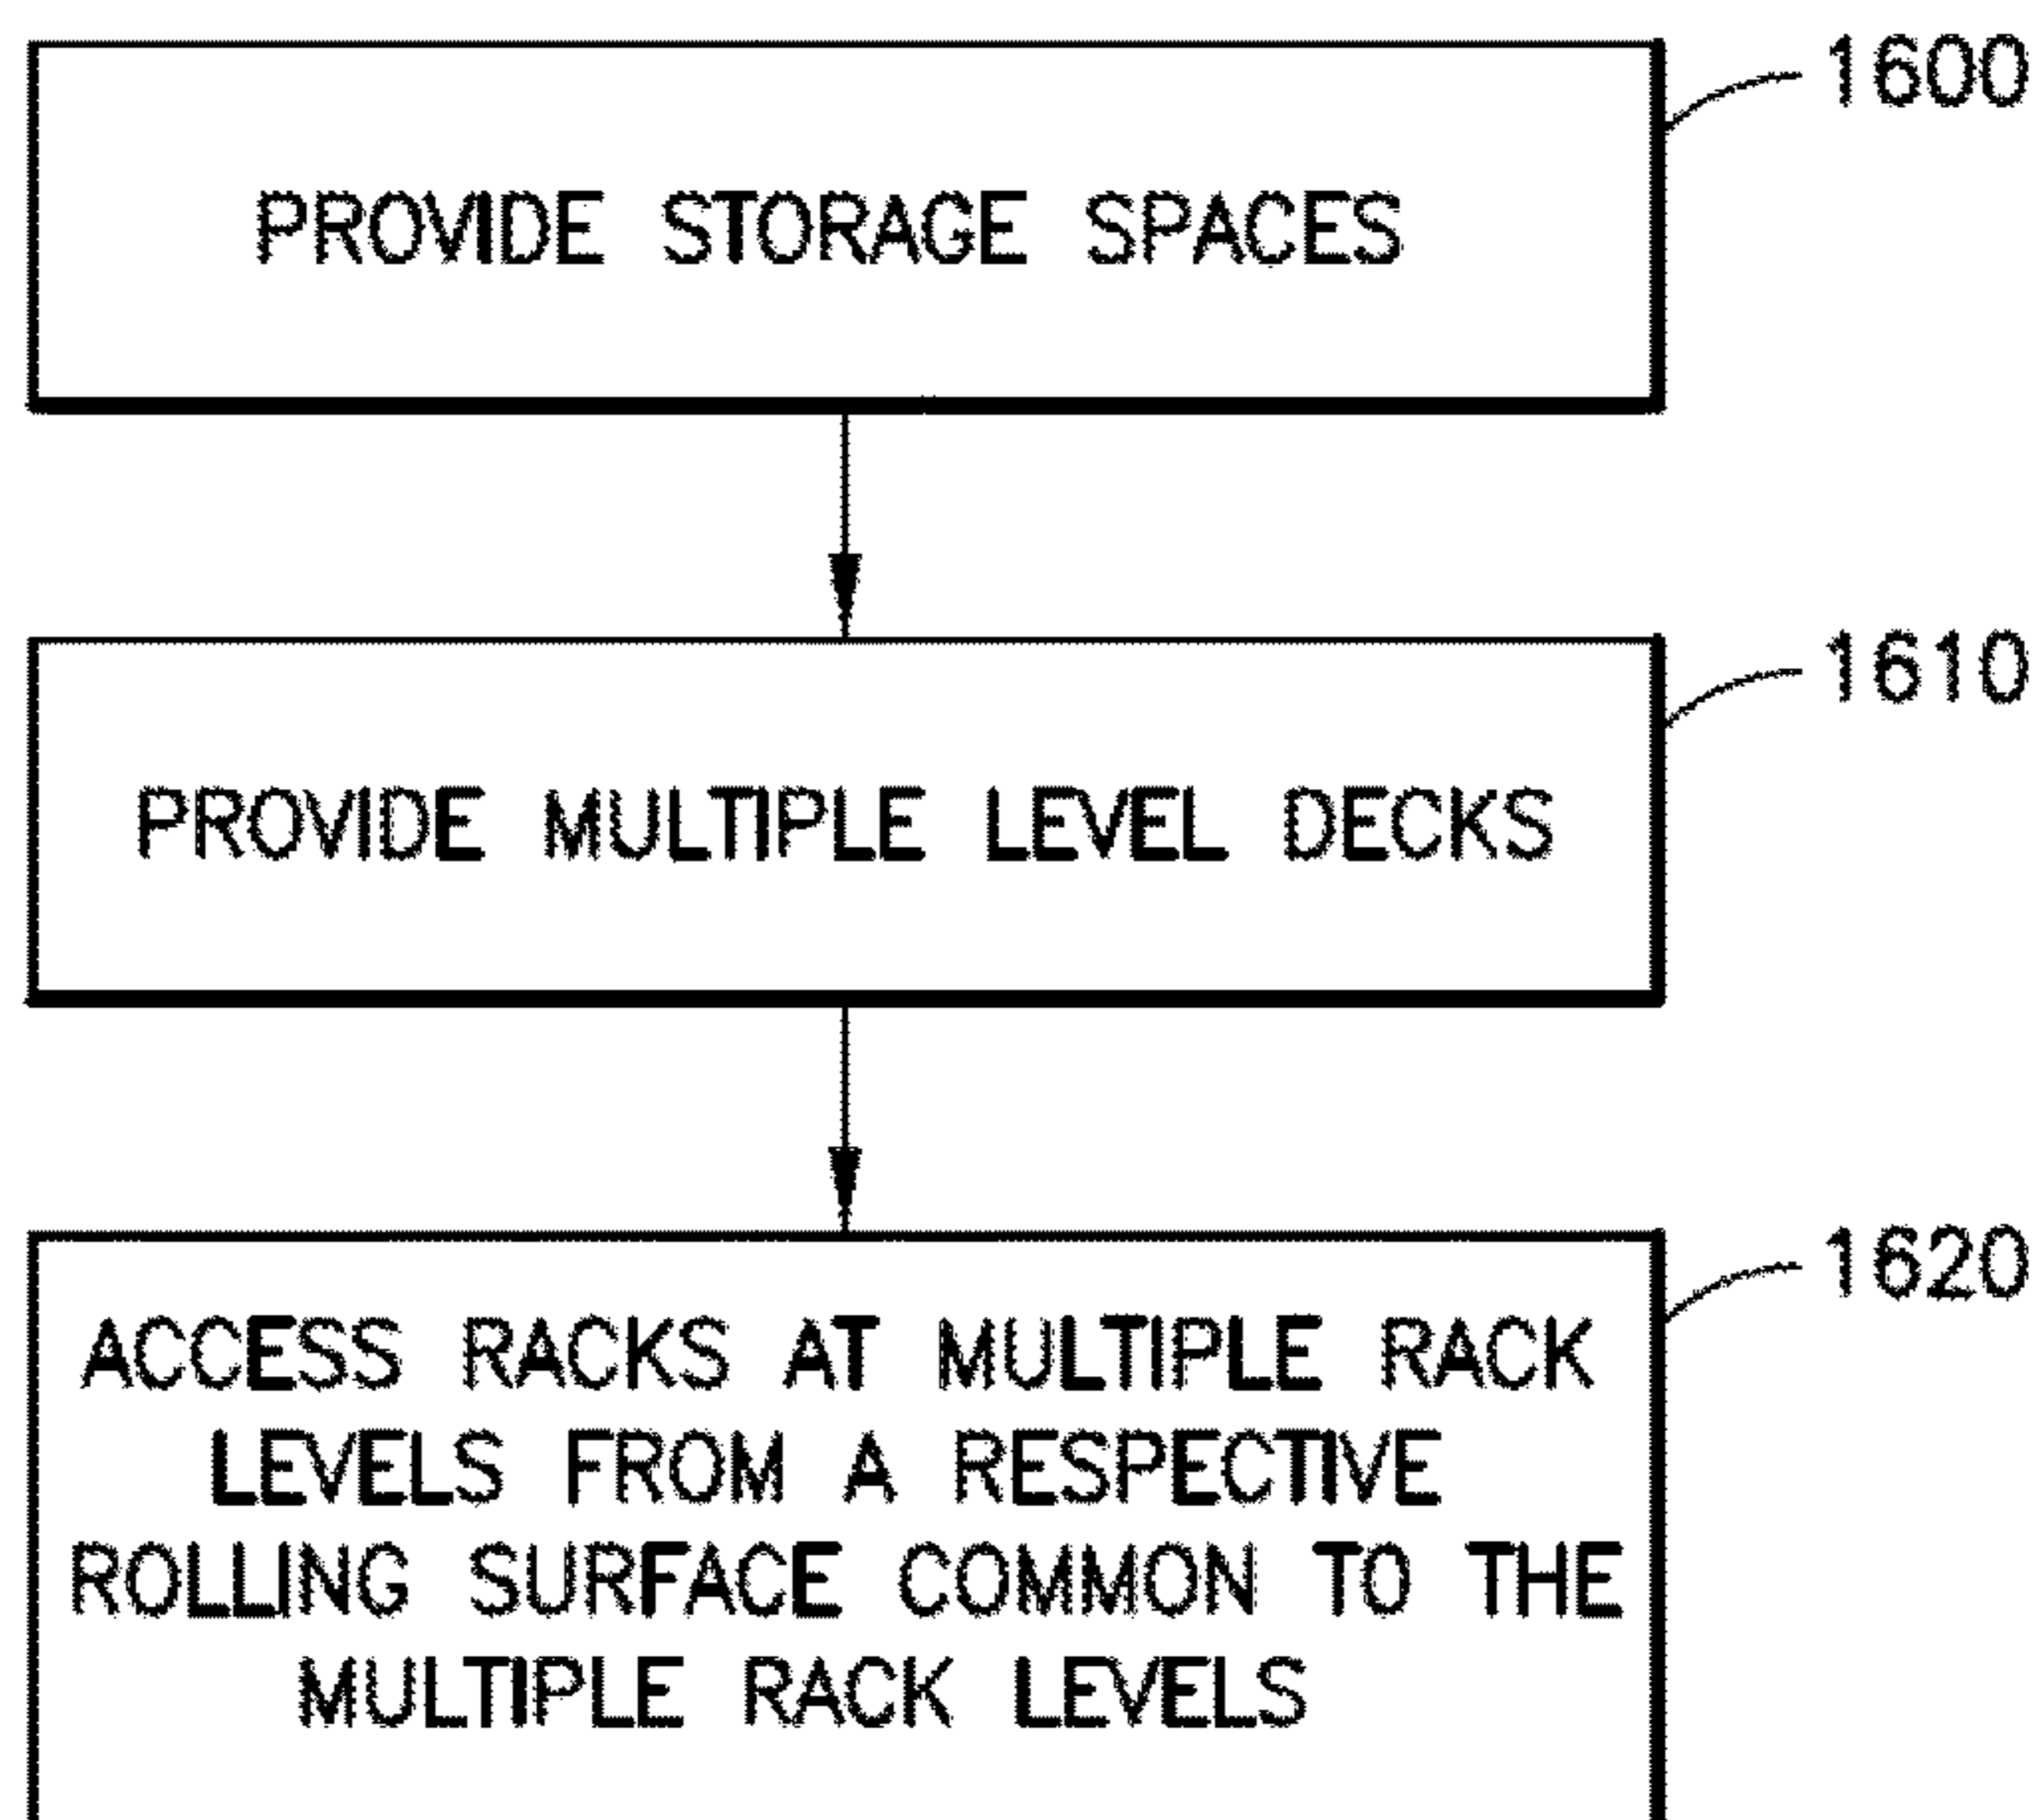 1600
PROVIDE STORAGE SPACES
1610
PROVIDE MULTIPLE LEVEL DECKS
1620
ACCESS RACKS AT MULTIPLE RACK
LEVELS FROM A RESPECTIVE
ROLLING SURFACE COMMON TO THE
MULTIPLE RACK LEVELS